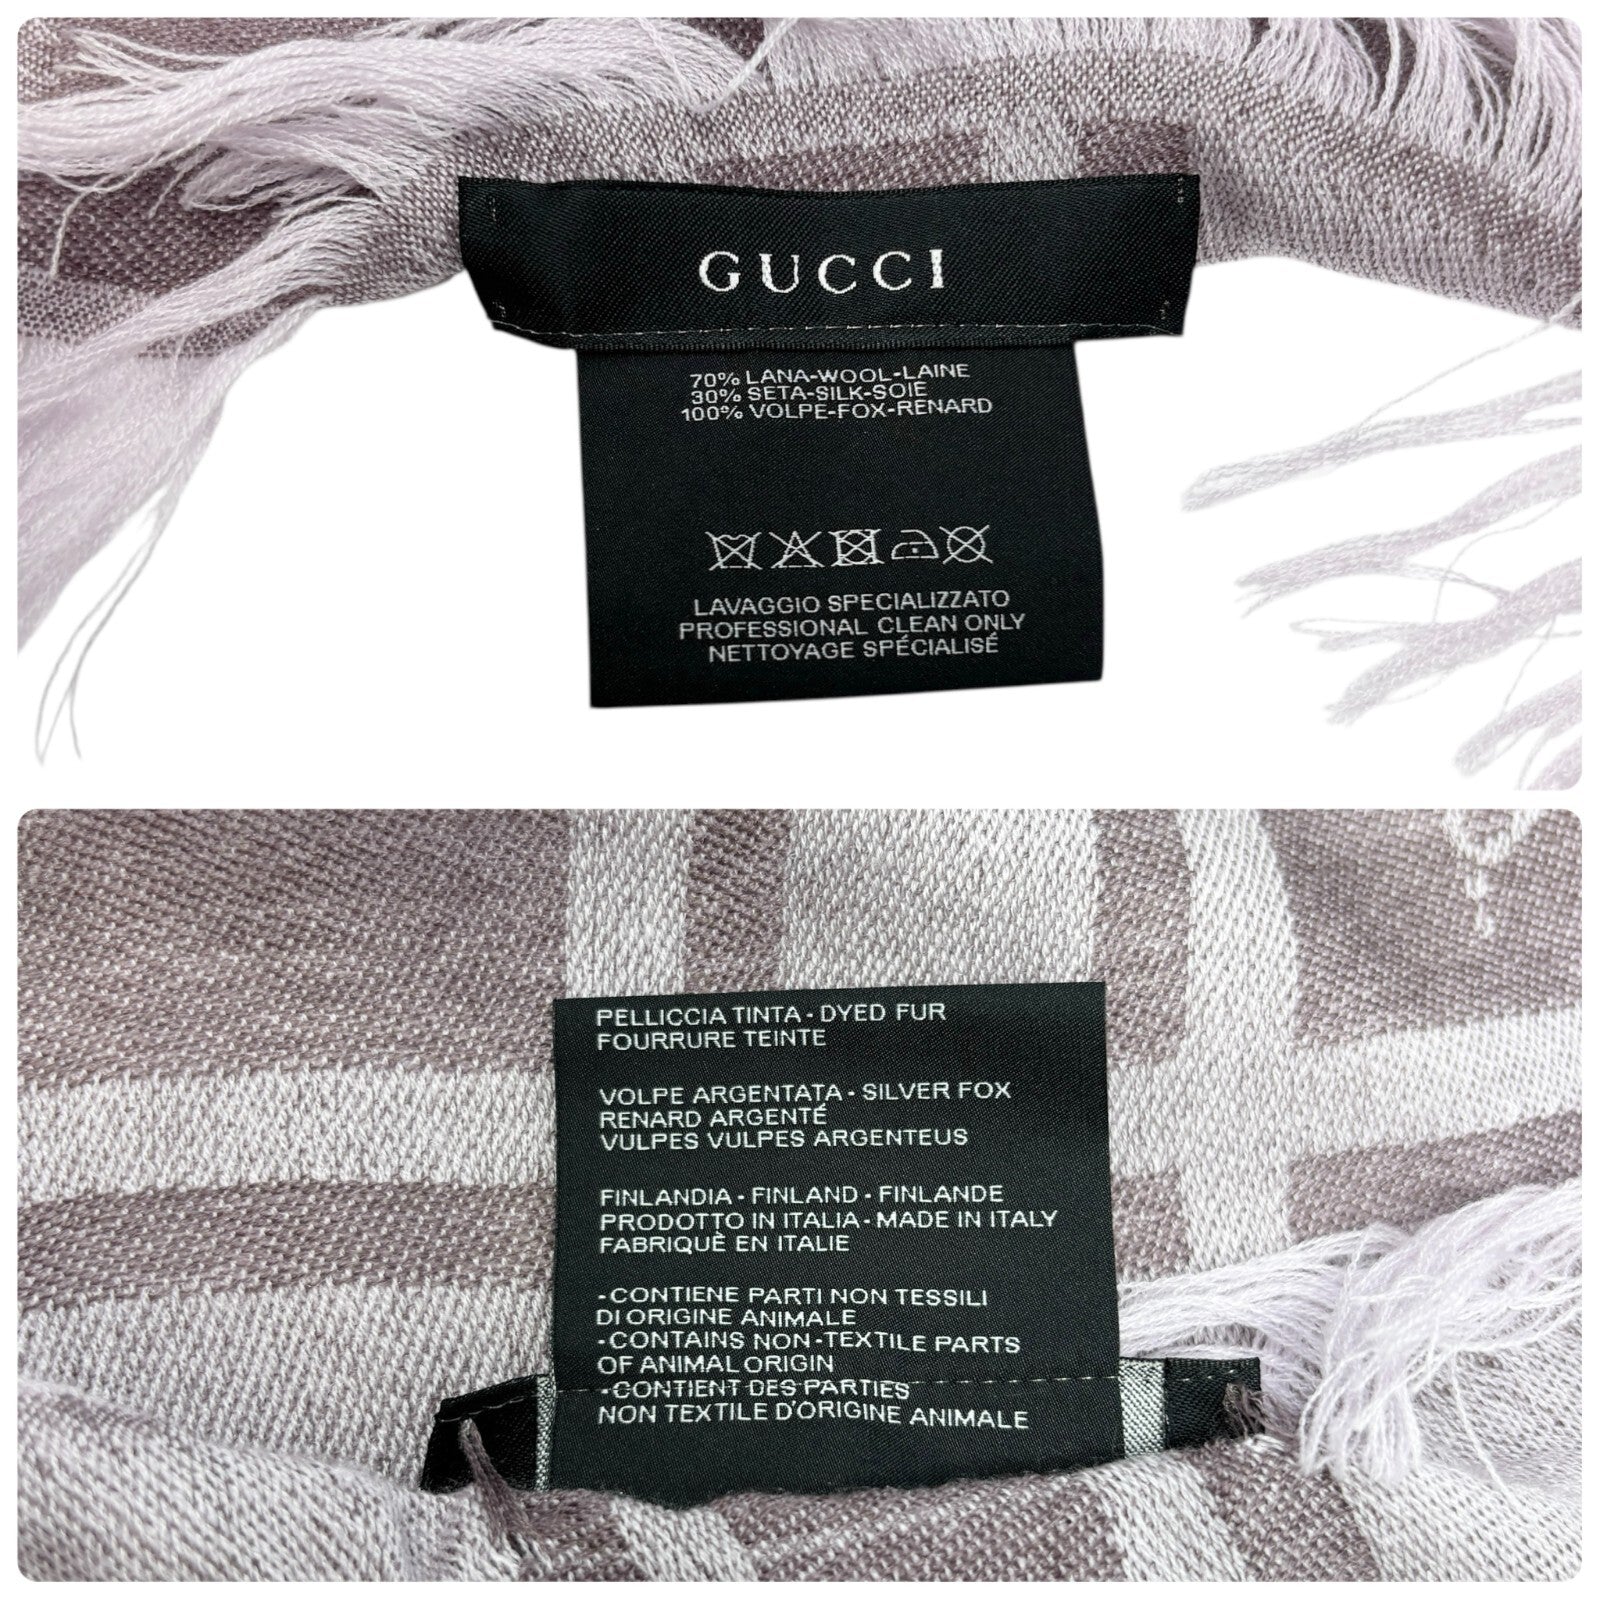 GUCCI
70% LANA-WOOL-LAINE
30% SETA-SILK-SOIE
100% VOLPE-FOX-RENARD
LAVAGGIO SPECIALIZZATO
PROFESSIONAL CLEAN ONLY
NETTOYAGE SPÉCIALISÉ
PELLICCIA TINTA - DYED FUR
FOURRURE TEINTE
VOLPE ARGENTATA - SILVER FOX
RENARD ARGENTÉ
VULPES VULPES ARGENTEUS
FINLANDIA - FINLAND - FINLANDE
PRODOTTO IN ITALIA - MADE IN ITALY
FABRIQUÈ EN ITALIE
-CONTIENE PARTI NON TESSILI
DI ORIGINE ANIMALE
-CONTAINS NON-TEXTILE PARTS
OF ANIMAL ORIGIN
-CONTIENT DES PARTIES
NON TEXTILE D'ORIGINE ANIMALE